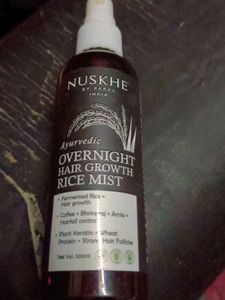 NUSKHE
BY PARAS
INDIA
Ayurvedic
OVERNIGHT
HAIR GROWTH
RICE MIST
• Fermented Rice =
Hair growth
• Coffee + Bhringraj + Amla =
Hairfall control
• Plant Keratin + Wheat
Protein = Strong Hair Follicles
Net Vol. 100ml